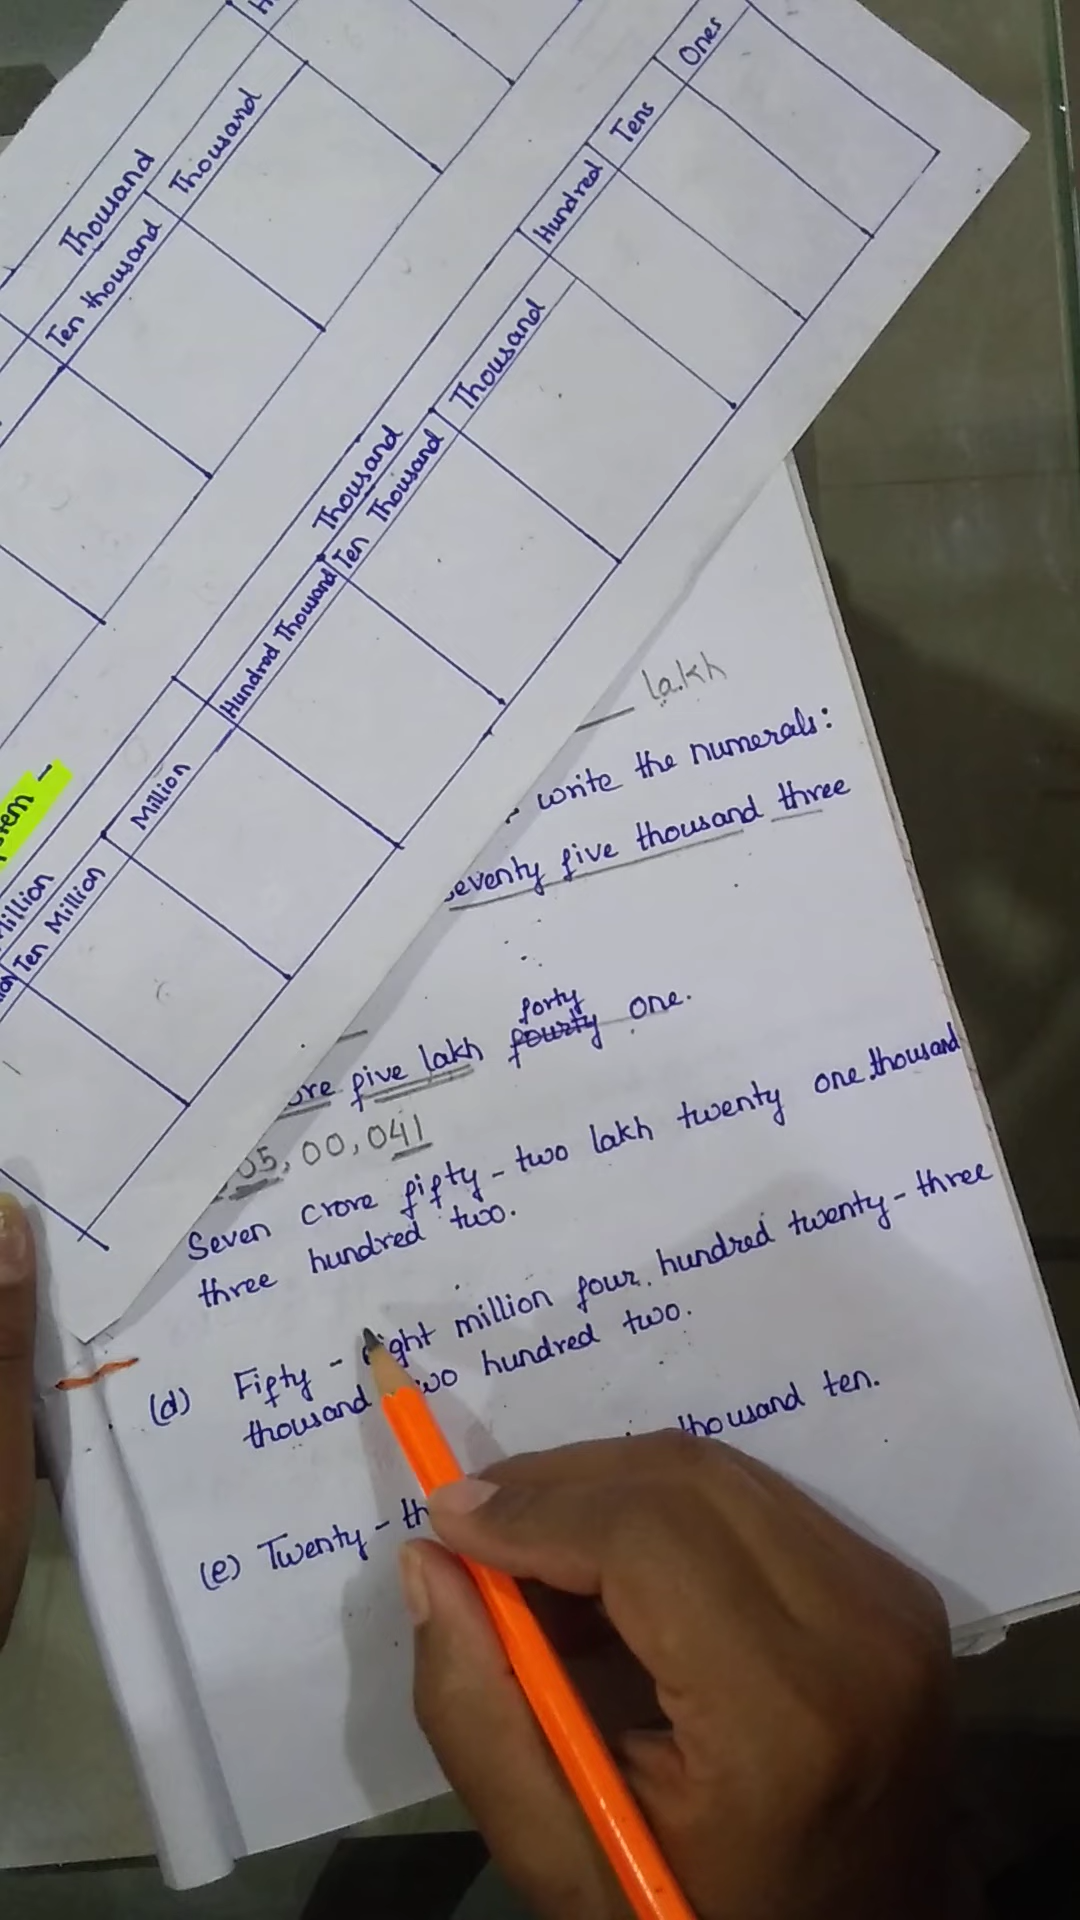 Thousand
Ten thousand
Thousand
Ones
Tens
Hundred
Thousand
Thousand
Ten Thousand
Hundred Thousand
Million
Ten Million
lakh
write the numerals:
five thousand three
five lakh fourty forty one.
05,00,041
Seven crore fifty-two lakh twenty one thousand
three hundred two.
(d) Fifty-eight million four hundred twenty-three
thousand two hundred two.
(e) Twenty-th thousand ten.